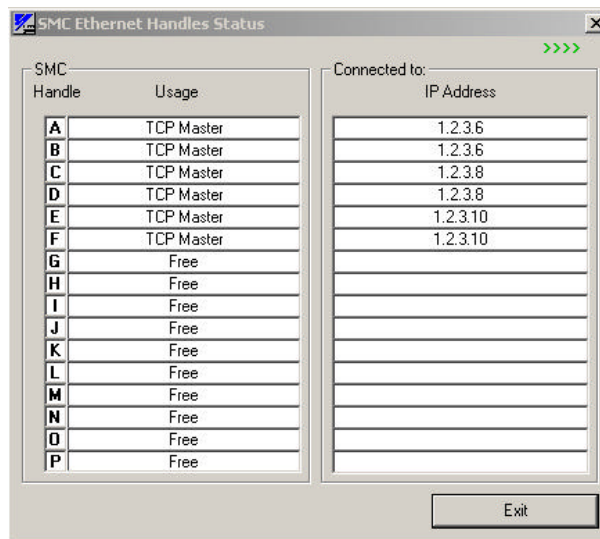 SMC Ethernet Handles Status
>>>>
SMC Connected to:
Handle Usage IP Address
A TCP Master 1.2.3.6
B TCP Master 1.2.3.6
C TCP Master 1.2.3.8
D TCP Master 1.2.3.8
E TCP Master 1.2.3.10
F TCP Master 1.2.3.10
G Free
H Free
I Free
J Free
K Free
L Free
M Free
N Free
O Free
P Free
Exit